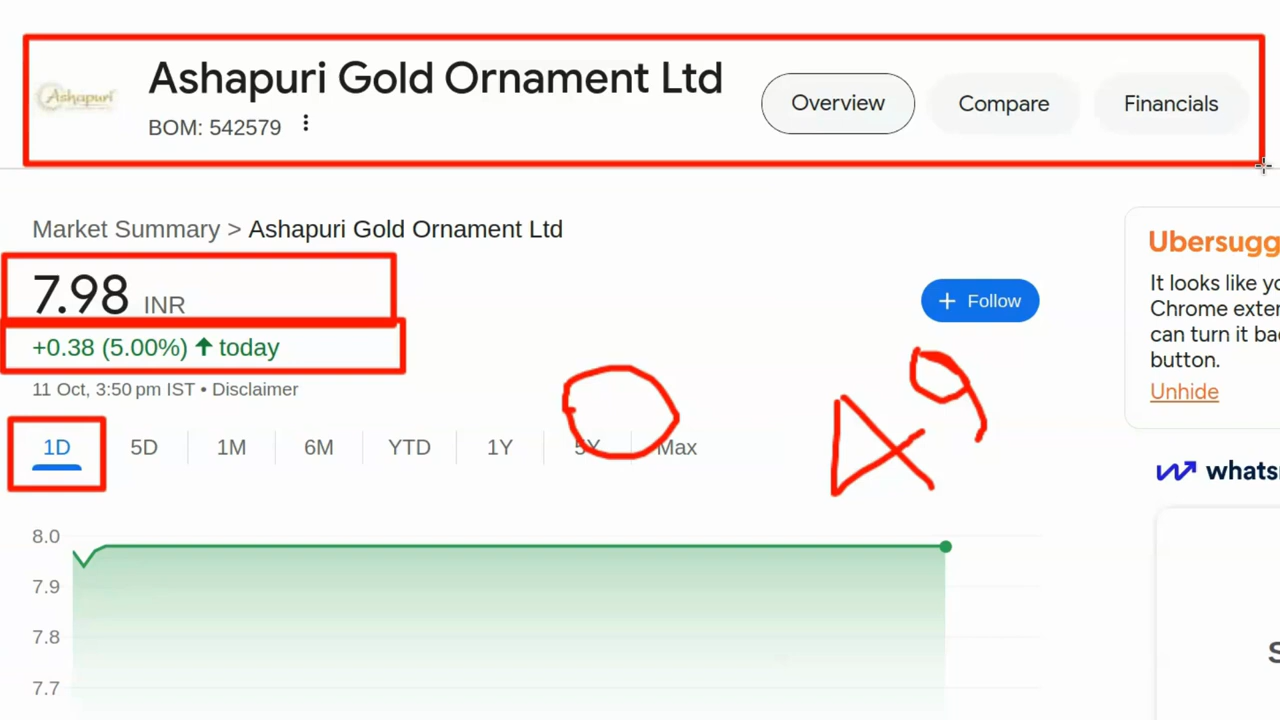 Ashapuri
Ashapuri Gold Ornament Ltd
BOM: 542579
Overview
Compare
Financials
Market Summary > Ashapuri Gold Ornament Ltd
7.98 INR
+0.38 (5.00%) ↑ today
11 Oct, 3:50 pm IST • Disclaimer
+ Follow
1D 5D 1M 6M YTD 1Y 5Y Max
8.0
7.9
7.8
7.7
Ubersugg
It looks like yo
Chrome exter
can turn it bac
button.
Unhide
whats
S